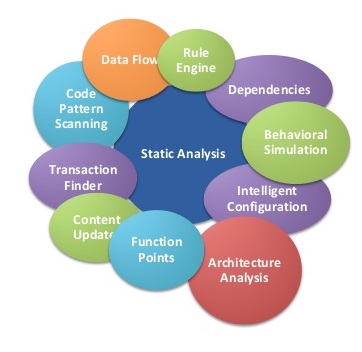 Data Flow
Rule
Engine
Dependencies
Code
Pattern
Scanning
Behavioral
Simulation
Static Analysis
Transaction
Finder
Intelligent
Configuration
Content
Update
Function
Points
Architecture
Analysis